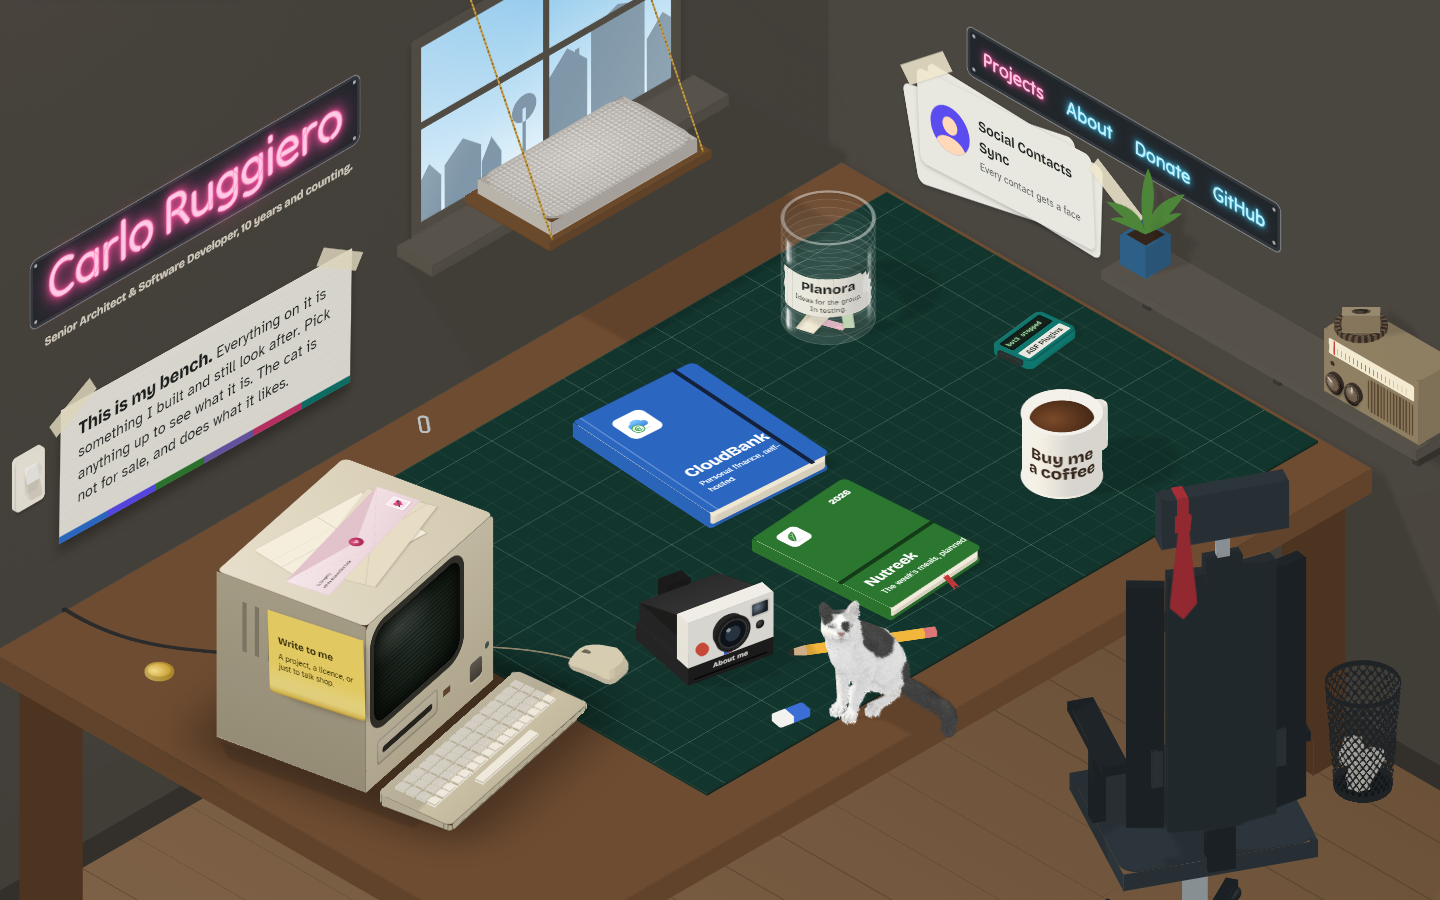 Carlo Ruggiero
Senior Architect & Software Developer, 10 years and counting.
This is my bench. Everything on it is
something I built and still look after. Pick
anything up to see what it is. The cat is
not for sale, and does what it likes.
Projects
About
Donate
GitHub
Social Contacts
Sync
Every contact gets a face
Planora
Ideas for the group.
In testing.
ASF Plugins
Buy me
a coffee
CloudBank
Personal finance, self-
hosted
2026
Nutreek
The week's meals, planned
About me
Write to me
A project, a licence, or
just to talk shop.